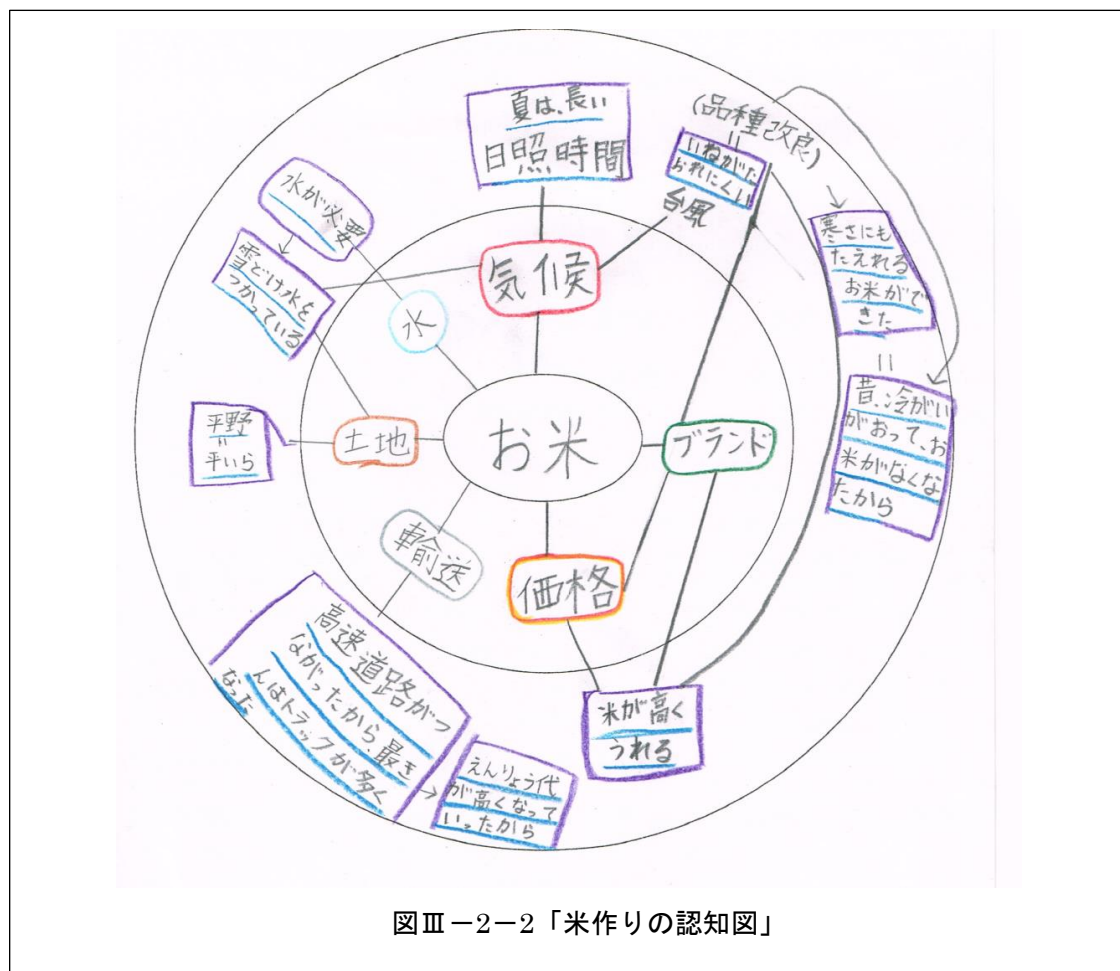 夏は、長い
日照時間
(品種改良)
=
いねがた
おれにくい
台風
寒さにも
たえれる
お米がで
きた
=
昔、冷がい
がおって、お
米がなくな
たから
水が必要
雪どけ水を
つかっている
気候
水
平野
=
平いら
土地
お米
ブランド
輸送
価格
高速道路がつ
ながったから、最き
んはトラックが多く
なった
えんりょう代
が高くなって
いったから
米が高く
うれる
図Ⅲ-2-2「米作りの認知図」